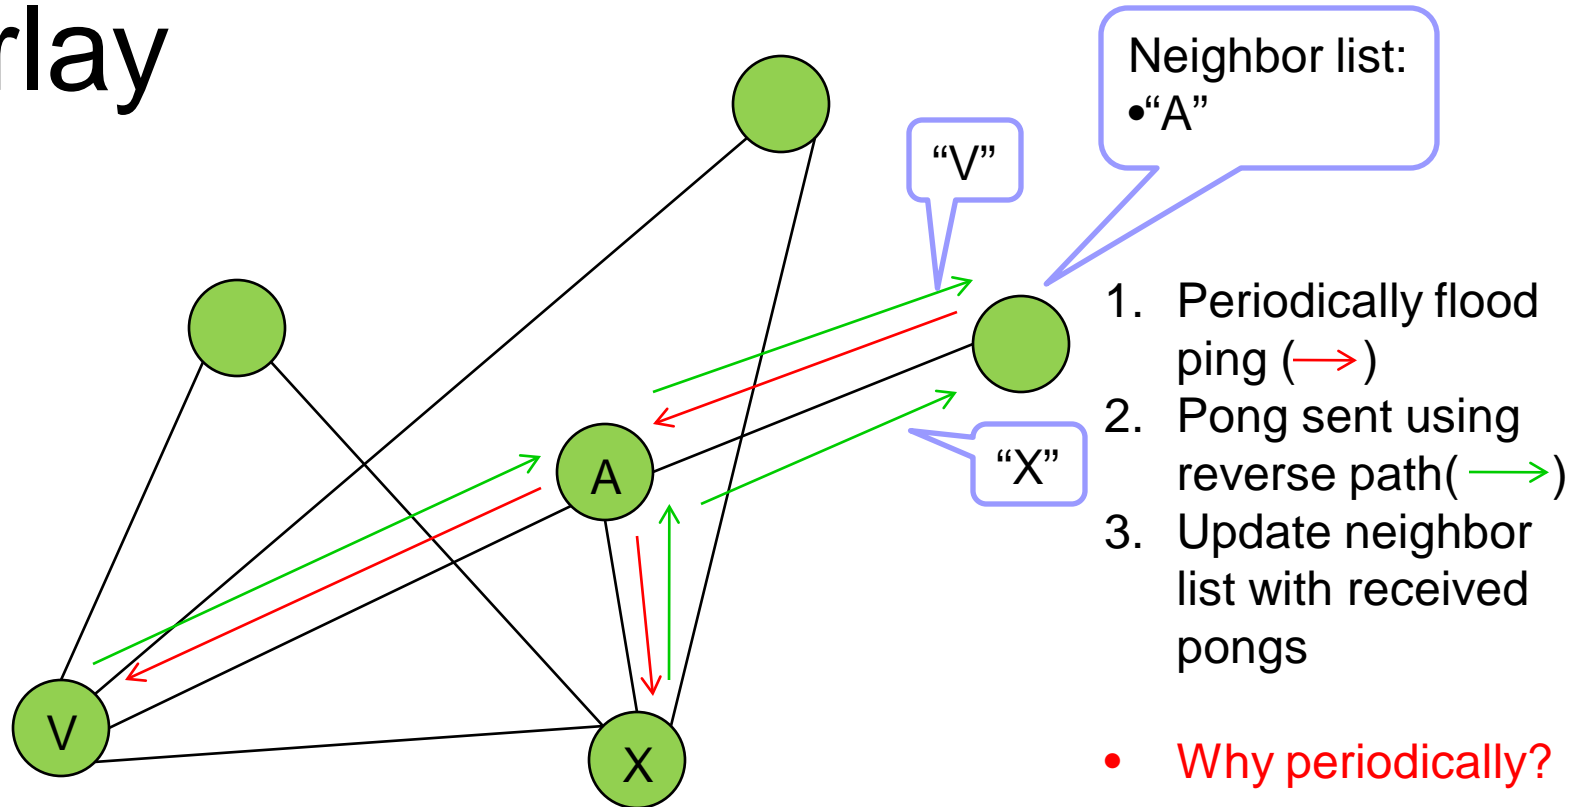 rlay
Neighbor list:
•“A”
“V”
“X”
A
V
X
1. Periodically flood
ping (→)
2. Pong sent using
reverse path( →)
3. Update neighbor
list with received
pongs
• Why periodically?